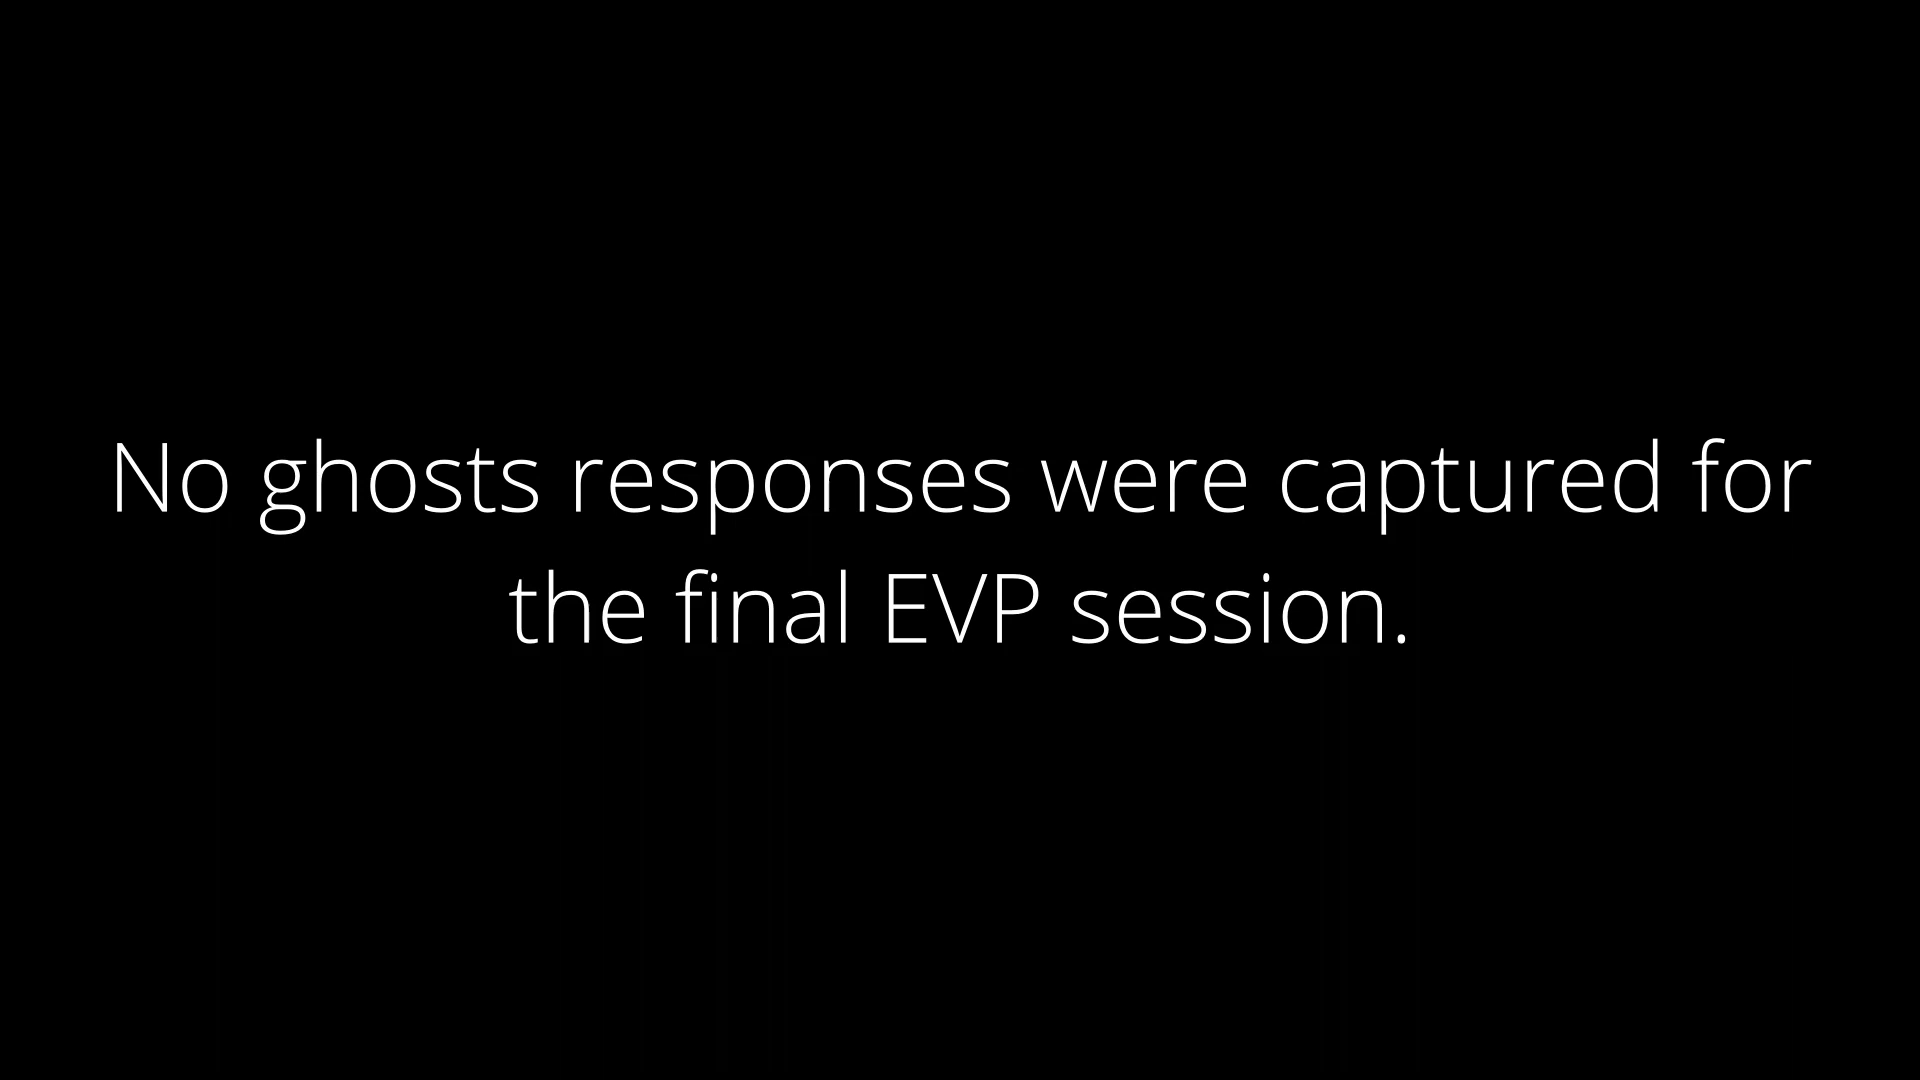 No ghosts responses were captured for
the final EVP session.